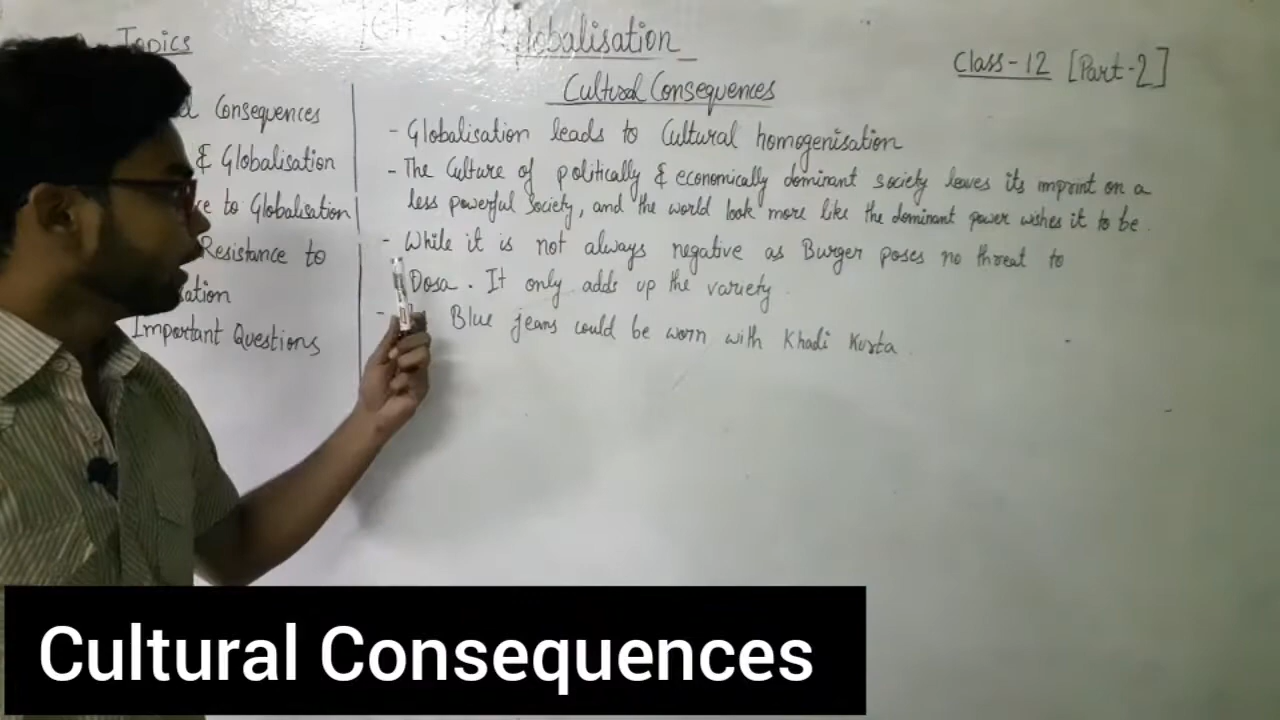 Topics
Globalisation
Class-12 [Part-2]
Consequences
& Globalisation
to Globalisation
Resistance to
Important Questions
Cultural Consequences
- Globalisation leads to Cultural homogenisation
- The Culture of politically & economically dominant society leaves its imprint on a
less powerful society, and the world look more like the dominant power wishes it to be.
- While it is not always negative as Burger poses no threat to
Dosa. It only adds up the variety
- Blue jeans could be worn with Khadi Kurta
Cultural Consequences